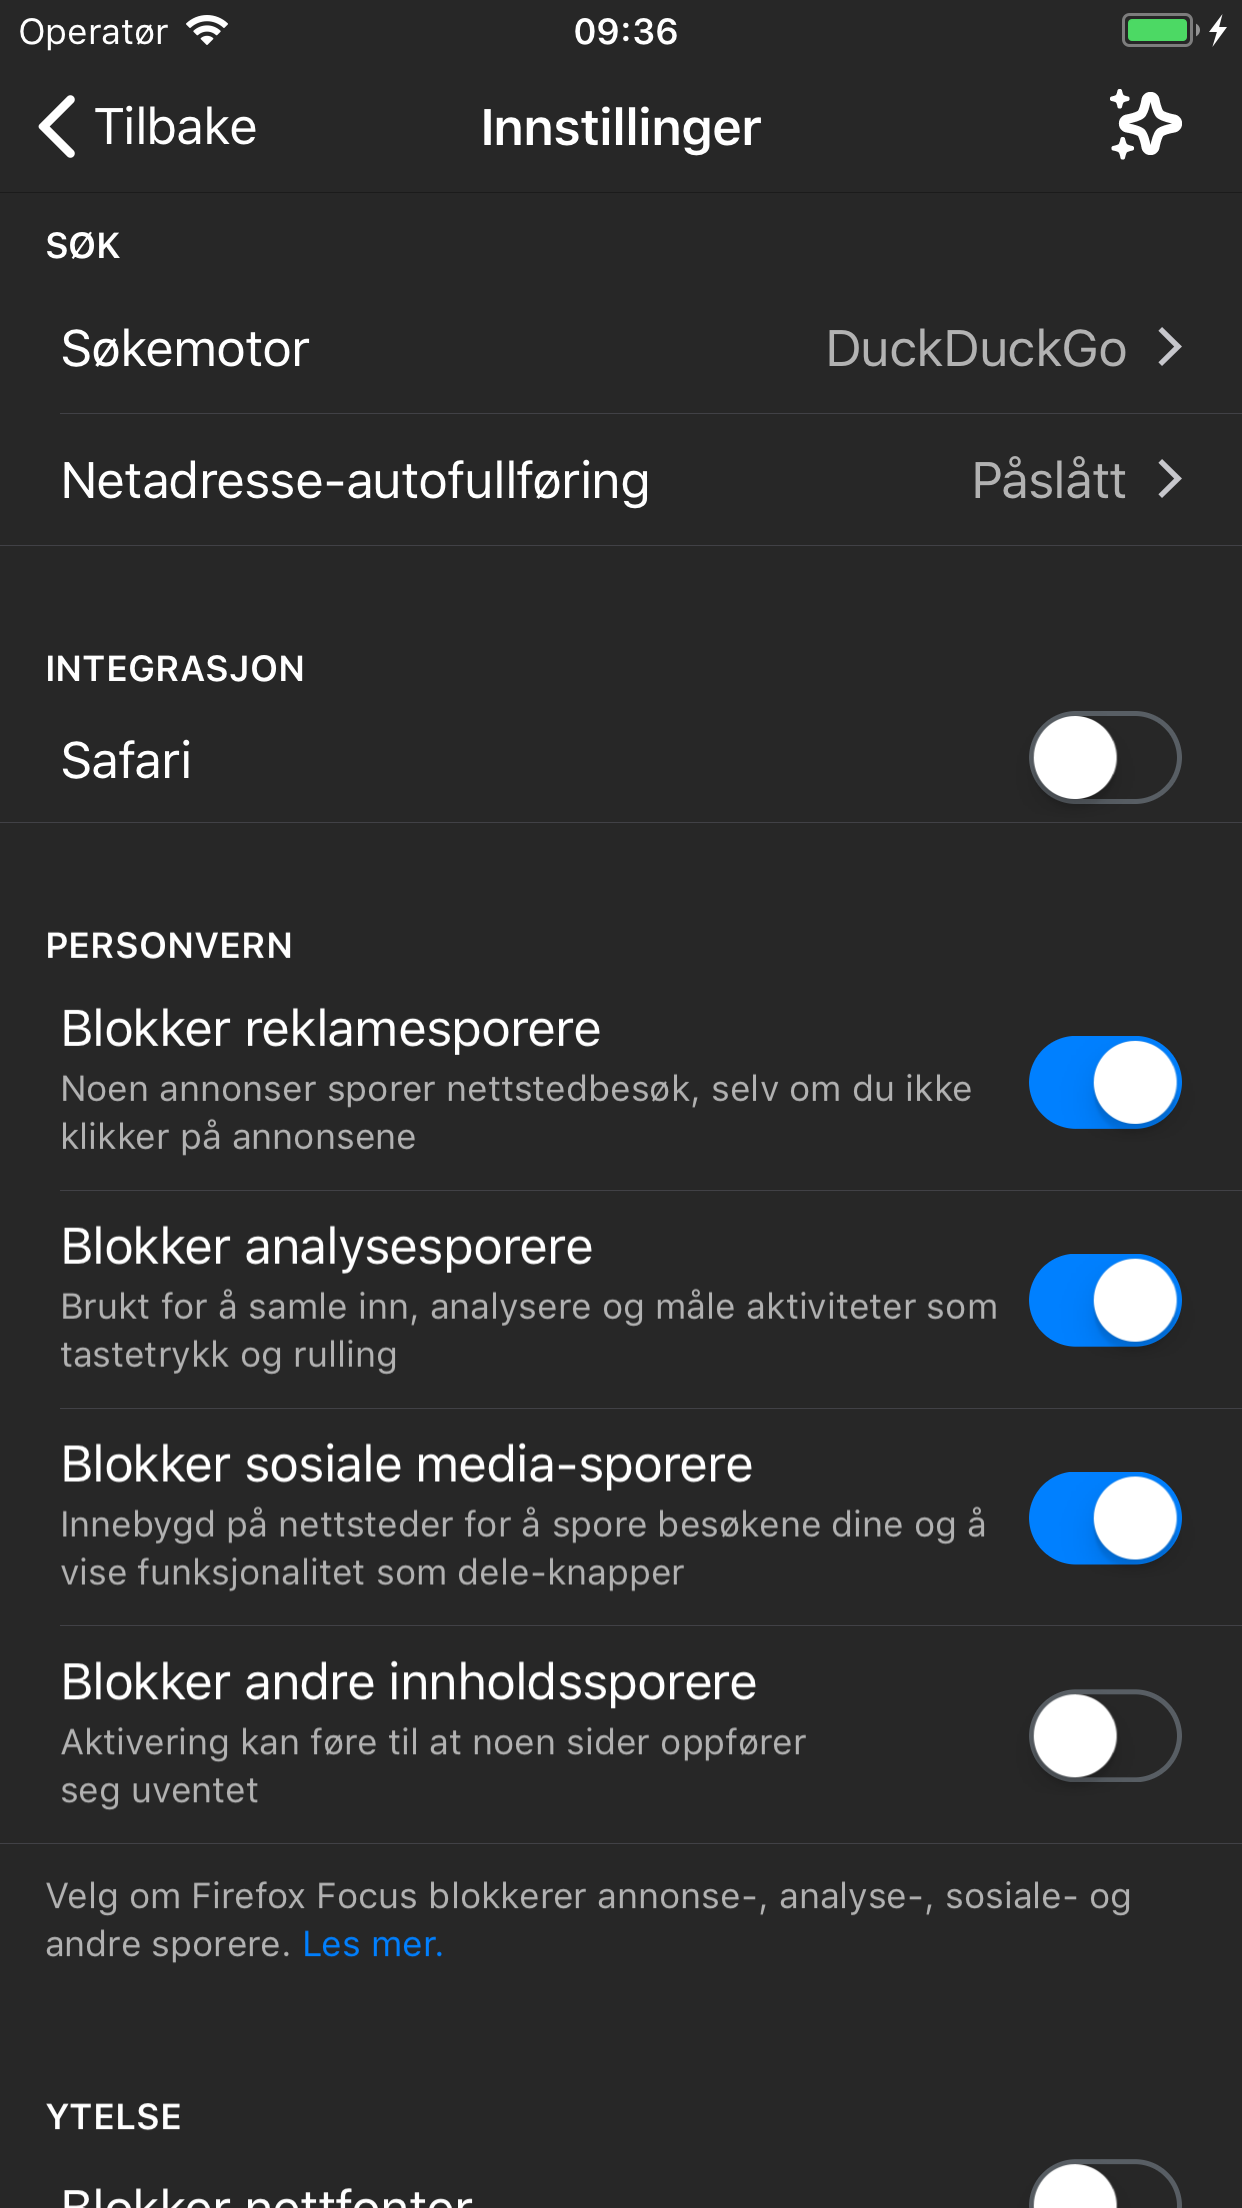 Operatør 09:36
Tilbake Innstillinger
SØK
Søkemotor DuckDuckGo
Netadresse-autofullføring Påslått
INTEGRASJON
Safari
PERSONVERN
Blokker reklamesporere
Noen annonser sporer nettstedbesøk, selv om du ikke
klikker på annonsene
Blokker analysesporere
Brukt for å samle inn, analysere og måle aktiviteter som
tastetrykk og rulling
Blokker sosiale media-sporere
Innebygd på nettsteder for å spore besøkene dine og å
vise funksjonalitet som dele-knapper
Blokker andre innholdssporere
Aktivering kan føre til at noen sider oppfører
seg uventet
Velg om Firefox Focus blokkerer annonse-, analyse-, sosiale- og
andre sporere. Les mer.
YTELSE
Blokker nettfonter